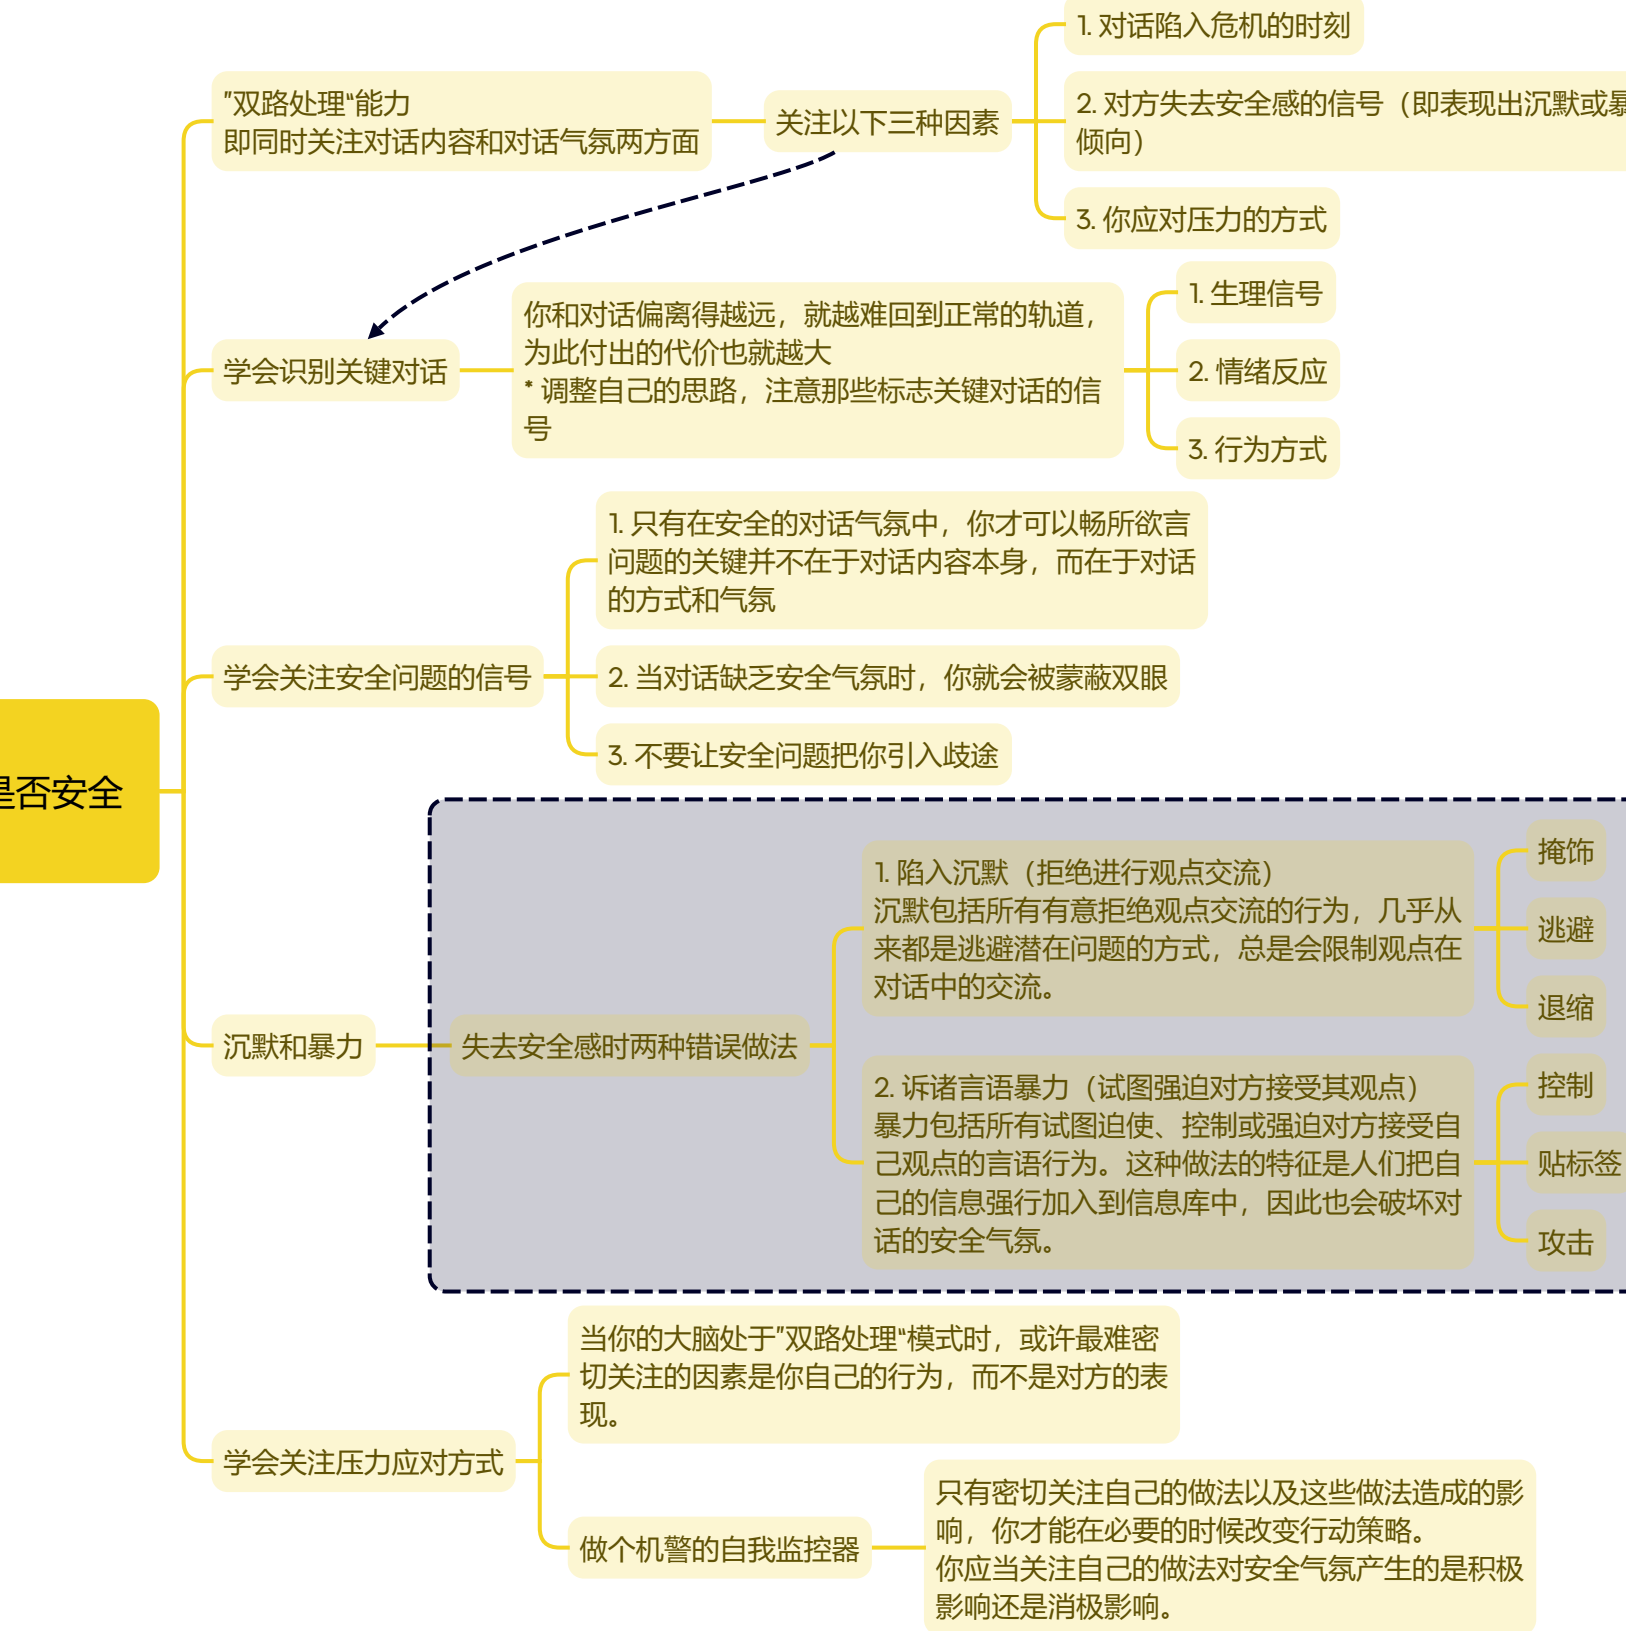 是否安全
"双路处理“能力
即同时关注对话内容和对话气氛两方面
关注以下三种因素
1. 对话陷入危机的时刻
2. 对方失去安全感的信号（即表现出沉默或暴
倾向）
3. 你应对压力的方式
学会识别关键对话
你和对话偏离得越远，就越难回到正常的轨道，
为此付出的代价也就越大
* 调整自己的思路，注意那些标志关键对话的信
号
1. 生理信号
2. 情绪反应
3. 行为方式
学会关注安全问题的信号
1. 只有在安全的对话气氛中，你才可以畅所欲言
问题的关键并不在于对话内容本身，而在于对话
的方式和气氛
2. 当对话缺乏安全气氛时，你就会被蒙蔽双眼
3. 不要让安全问题把你引入歧途
沉默和暴力
失去安全感时两种错误做法
1. 陷入沉默（拒绝进行观点交流）
沉默包括所有有意拒绝观点交流的行为，几乎从
来都是逃避潜在问题的方式，总是会限制观点在
对话中的交流。
掩饰
逃避
退缩
2. 诉诸言语暴力（试图强迫对方接受其观点）
暴力包括所有试图迫使、控制或强迫对方接受自
己观点的言语行为。这种做法的特征是人们把自
己的信息强行加入到信息库中，因此也会破坏对
话的安全气氛。
控制
贴标签
攻击
学会关注压力应对方式
当你的大脑处于"双路处理“模式时，或许最难密
切关注的因素是你自己的行为，而不是对方的表
现。
做个机警的自我监控器
只有密切关注自己的做法以及这些做法造成的影
响，你才能在必要的时候改变行动策略。
你应当关注自己的做法对安全气氛产生的是积极
影响还是消极影响。